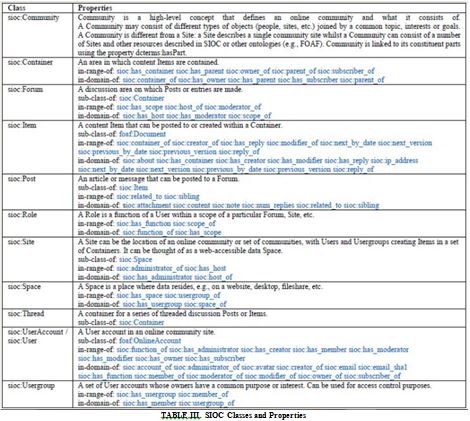 Class Properties
sioc:Community Community is a high-level concept that defines an online community and what it consists of.
A Community may consist of different types of objects (people, sites, etc.) joined by a common topic, interests or goals.
A Community is different from a Site: a Site describes a single community site whilst a Community can consist of a number
of Sites and other resources described in SIOC or other ontologies (e.g., FOAF). Community is linked to its constituent parts
using the property dcterms:hasPart.
sioc:Container An area in which content Items are contained.
in-range-of: sioc:has_container sioc:has_parent sioc:owner_of sioc:parent_of sioc:subscriber_of
in-domain-of: sioc:container_of sioc:has_owner sioc:has_parent sioc:has_subscriber sioc:parent_of
sioc:Forum A discussion area on which Posts or entries are made.
sub-class-of: sioc:Container
in-range-of: sioc:has_scope sioc:host_of sioc:moderator_of
in-domain-of: sioc:has_host sioc:has_moderator sioc:scope_of
sioc:Item A content Item that can be posted to or created within a Container.
sub-class-of: foaf:Document
in-range-of: sioc:container_of sioc:creator_of sioc:has_reply sioc:modifier_of sioc:next_by_date sioc:next_version
sioc:previous_by_date sioc:previous_version sioc:reply_of
in-domain-of: sioc:about sioc:has_container sioc:has_creator sioc:has_modifier sioc:has_reply sioc:ip_address
sioc:next_by_date sioc:next_version sioc:previous_by_date sioc:previous_version sioc:reply_of
sioc:Post An article or message that can be posted to a Forum.
sub-class-of: sioc:Item
in-range-of: sioc:related_to sioc:sibling
in-domain-of: sioc:attachment sioc:content sioc:note sioc:num_replies sioc:related_to sioc:sibling
sioc:Role A Role is a function of a User within a scope of a particular Forum, Site, etc.
in-range-of: sioc:has_function sioc:scope_of
in-domain-of: sioc:function_of sioc:has_scope
sioc:Site A Site can be the location of an online community or set of communities, with Users and Usergroups creating Items in a set
of Containers. It can be thought of as a web-accessible data Space.
sub-class-of: sioc:Space
in-range-of: sioc:administrator_of sioc:has_host
in-domain-of: sioc:has_administrator sioc:host_of
sioc:Space A Space is a place where data resides, e.g., on a website, desktop, fileshare, etc.
in-range-of: sioc:has_space sioc:usergroup_of
in-domain-of: sioc:has_usergroup sioc:space_of
sioc:Thread A container for a series of threaded discussion Posts or Items.
sub-class-of: sioc:Container
sioc:UserAccount / A User account in an online community site.
sioc:User sub-class-of: foaf:OnlineAccount
in-range-of: sioc:function_of sioc:has_administrator sioc:has_creator sioc:has_member sioc:has_moderator
sioc:has_modifier sioc:has_owner sioc:has_subscriber
in-domain-of: sioc:account_of sioc:administrator_of sioc:avatar sioc:creator_of sioc:email sioc:email_sha1
sioc:has_function sioc:member_of sioc:moderator_of sioc:modifier_of sioc:owner_of sioc:subscriber_of
sioc:Usergroup A set of User accounts whose owners have a common purpose or interest. Can be used for access control purposes.
in-range-of: sioc:has_usergroup sioc:member_of
in-domain-of: sioc:has_member sioc:usergroup_of
TABLE III. SIOC Classes and Properties